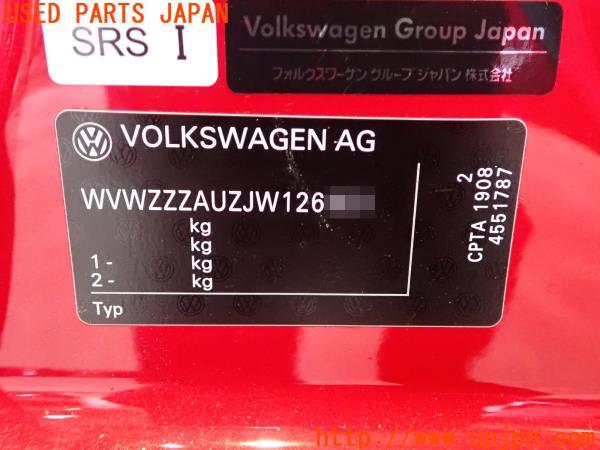 USED PARTS JAPAN
SRS I
Volkswagen Group Japan
フォルクスワーゲン グループ ジャパン 株式会社
VOLKSWAGEN AG
WVWZZZAUZJW126
kg
kg
1- kg
2- kg
Typ
2
CPTA 1908
4551787
http://www.upjon.com/